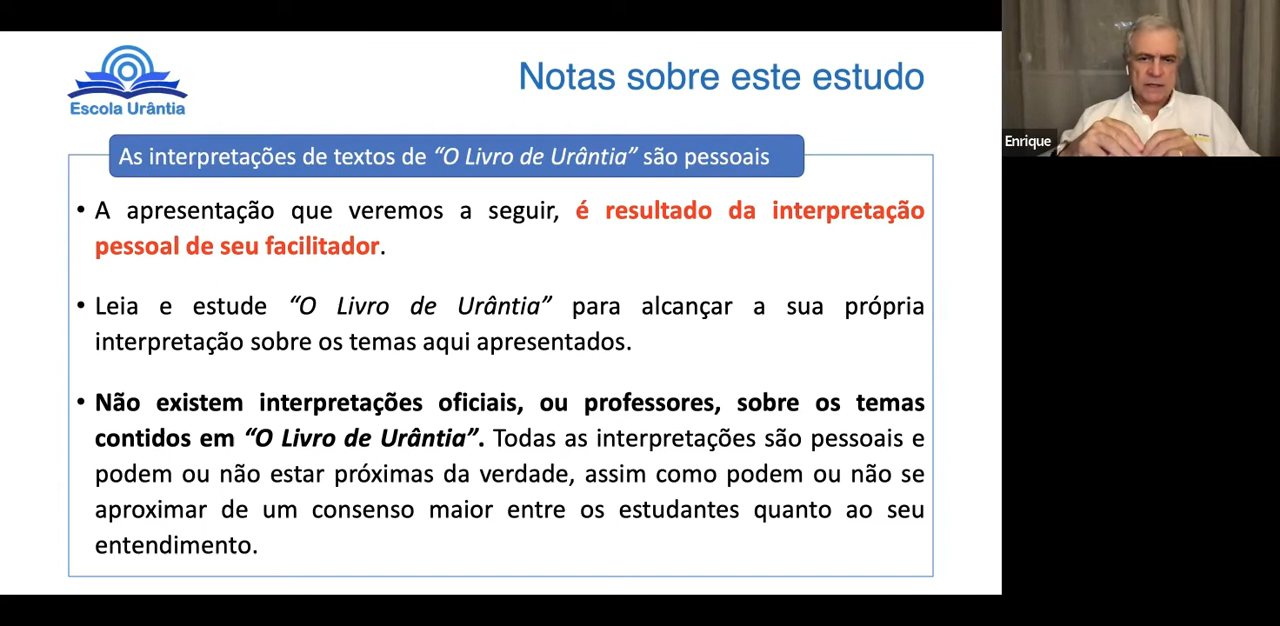 Escola Urântia
Notas sobre este estudo
As interpretações de textos de “O Livro de Urântia” são pessoais
• A apresentação que veremos a seguir, é resultado da interpretação
pessoal de seu facilitador.
• Leia e estude “O Livro de Urântia” para alcançar a sua própria
interpretação sobre os temas aqui apresentados.
• Não existem interpretações oficiais, ou professores, sobre os temas
contidos em “O Livro de Urântia”. Todas as interpretações são pessoais e
podem ou não estar próximas da verdade, assim como podem ou não se
aproximar de um consenso maior entre os estudantes quanto ao seu
entendimento.
Enrique